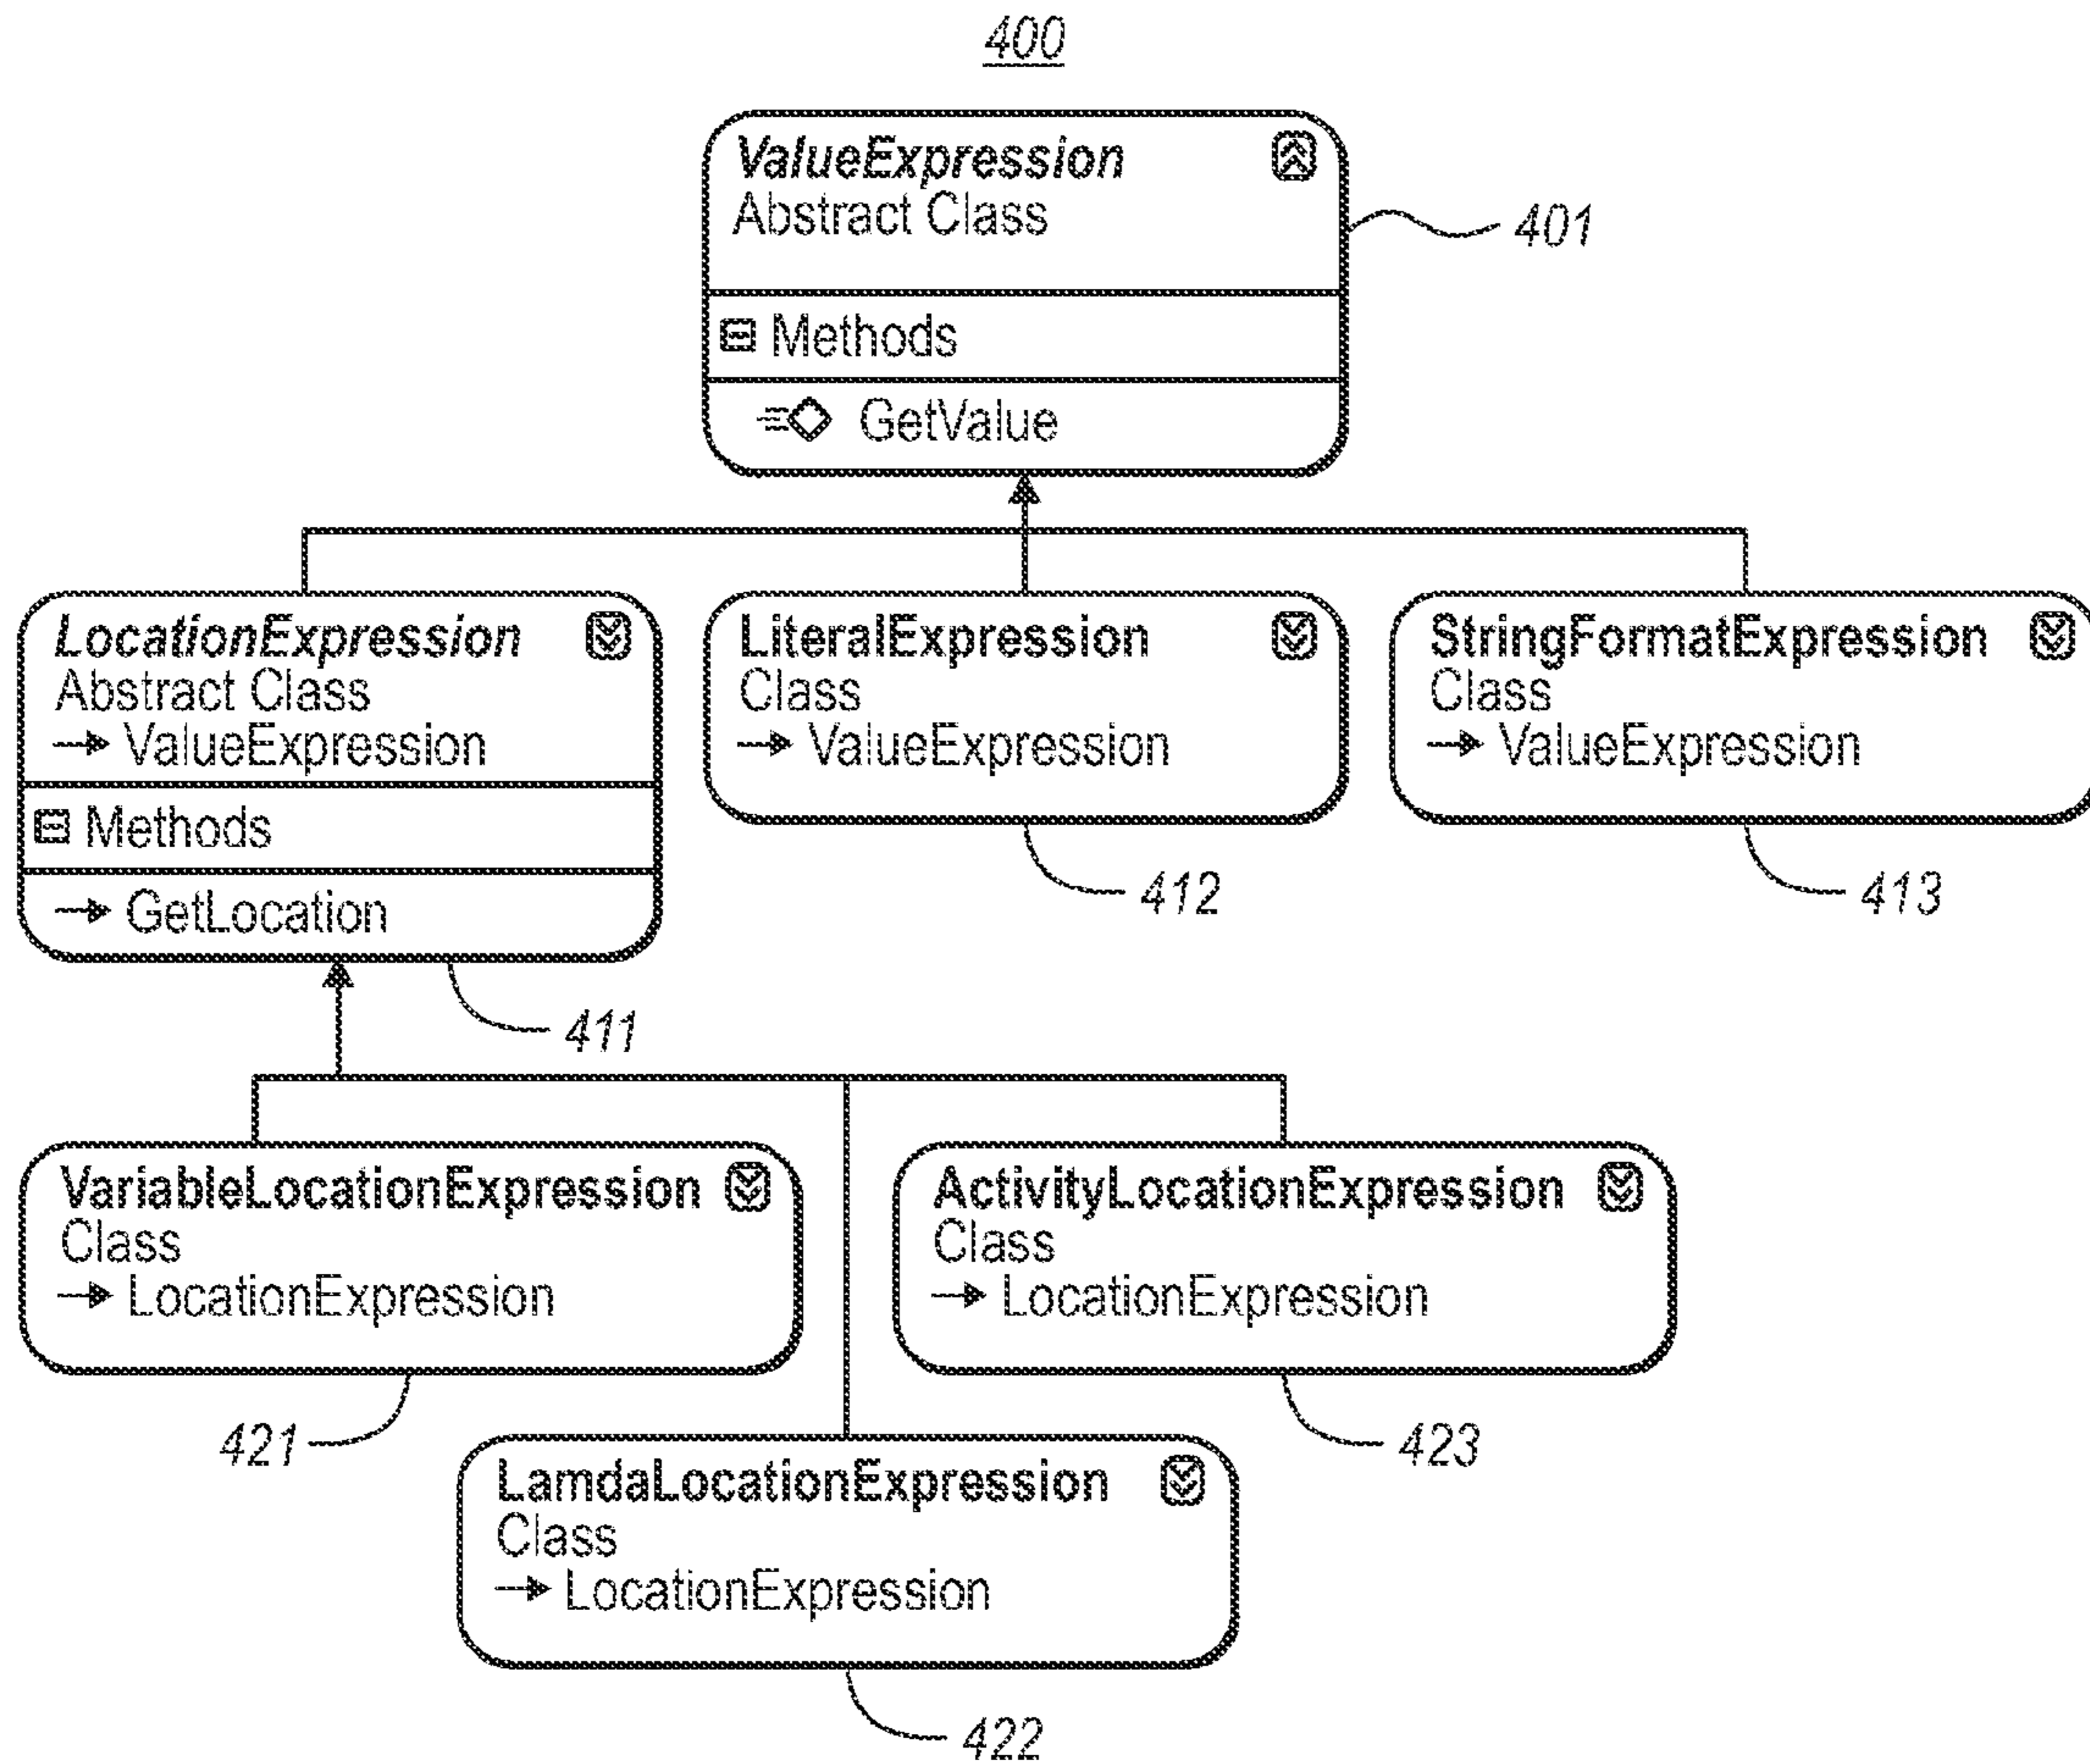 400
ValueExpression
Abstract Class
401
Methods
GetValue
LocationExpression
Abstract Class
ValueExpression
Methods
GetLocation
411
LiteralExpression
Class
ValueExpression
412
StringFormatExpression
Class
ValueExpression
413
VariableLocationExpression
Class
LocationExpression
421
ActivityLocationExpression
Class
LocationExpression
423
LamdaLocationExpression
Class
LocationExpression
422